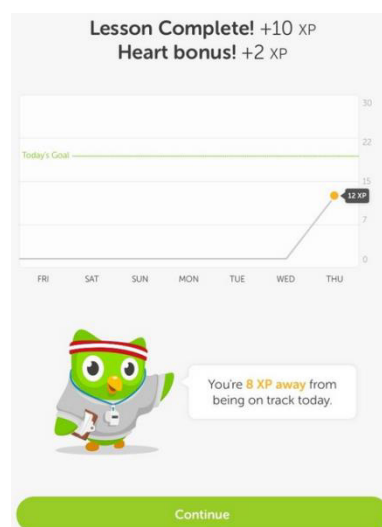 Lesson Complete! +10 XP
Heart bonus! +2 XP
30
22
Today's Goal
15
12 XP
7
0
FRI SAT SUN MON TUE WED THU
You're 8 XP away from
being on track today.
Continue